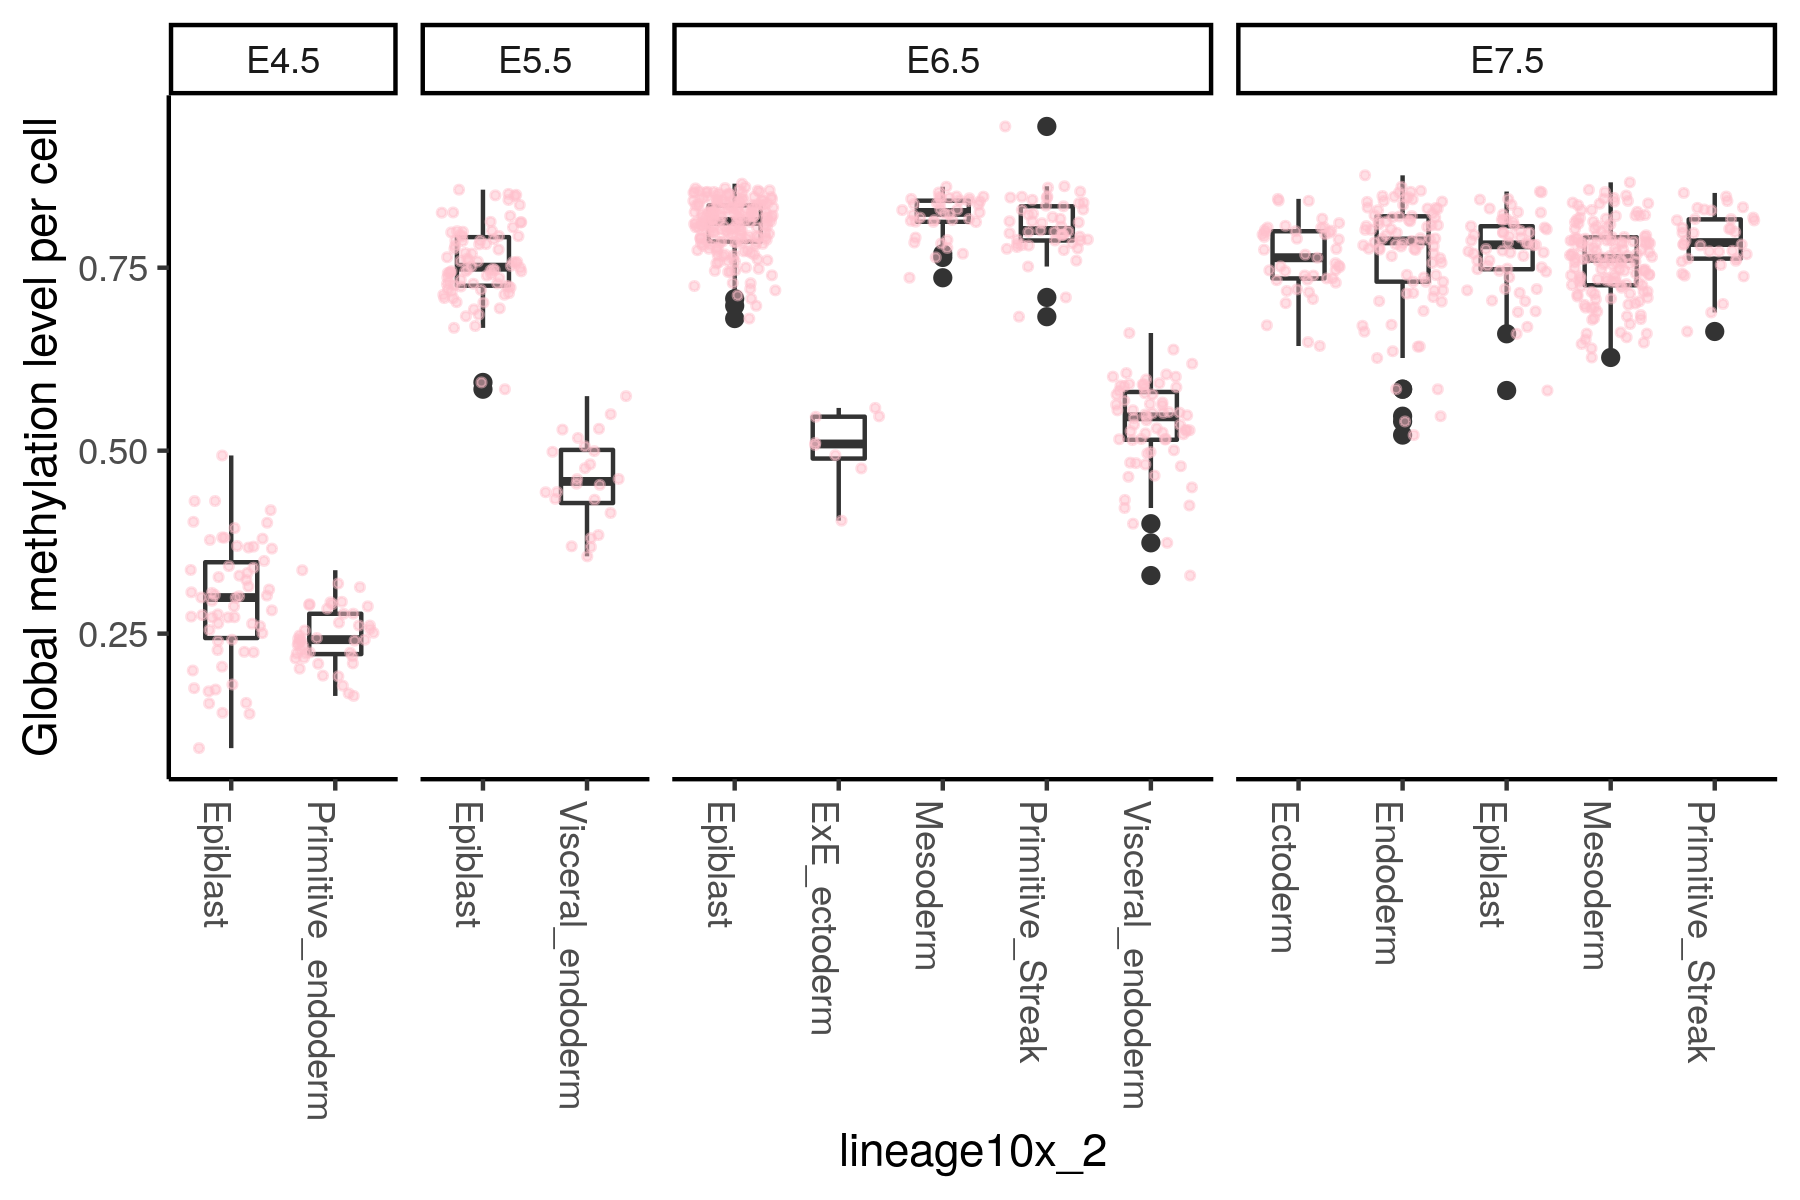 E4.5
E5.5
E6.5
E7.5
Global methylation level per cell
0.75
0.50
0.25
Epiblast
Primitive_endoderm
Epiblast
Visceral_endoderm
Epiblast
ExE_ectoderm
Mesoderm
Primitive_Streak
Visceral_endoderm
Ectoderm
Endoderm
Epiblast
Mesoderm
Primitive_Streak
lineage10x_2